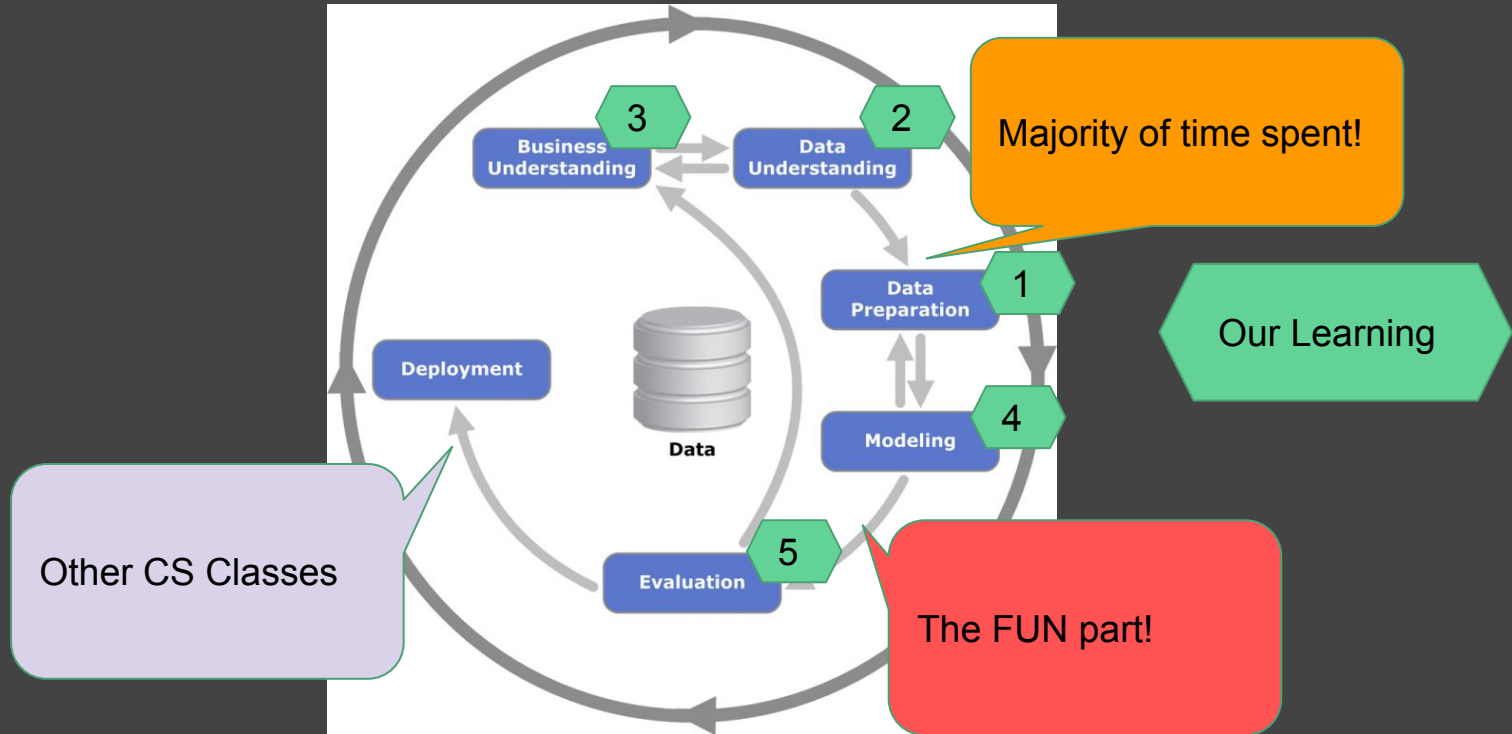 3
2
Majority of time spent!
Business
Understanding
Data
Understanding
1
Data
Preparation
Our Learning
Deployment
Data
4
Modeling
Other CS Classes
5
Evaluation
The FUN part!